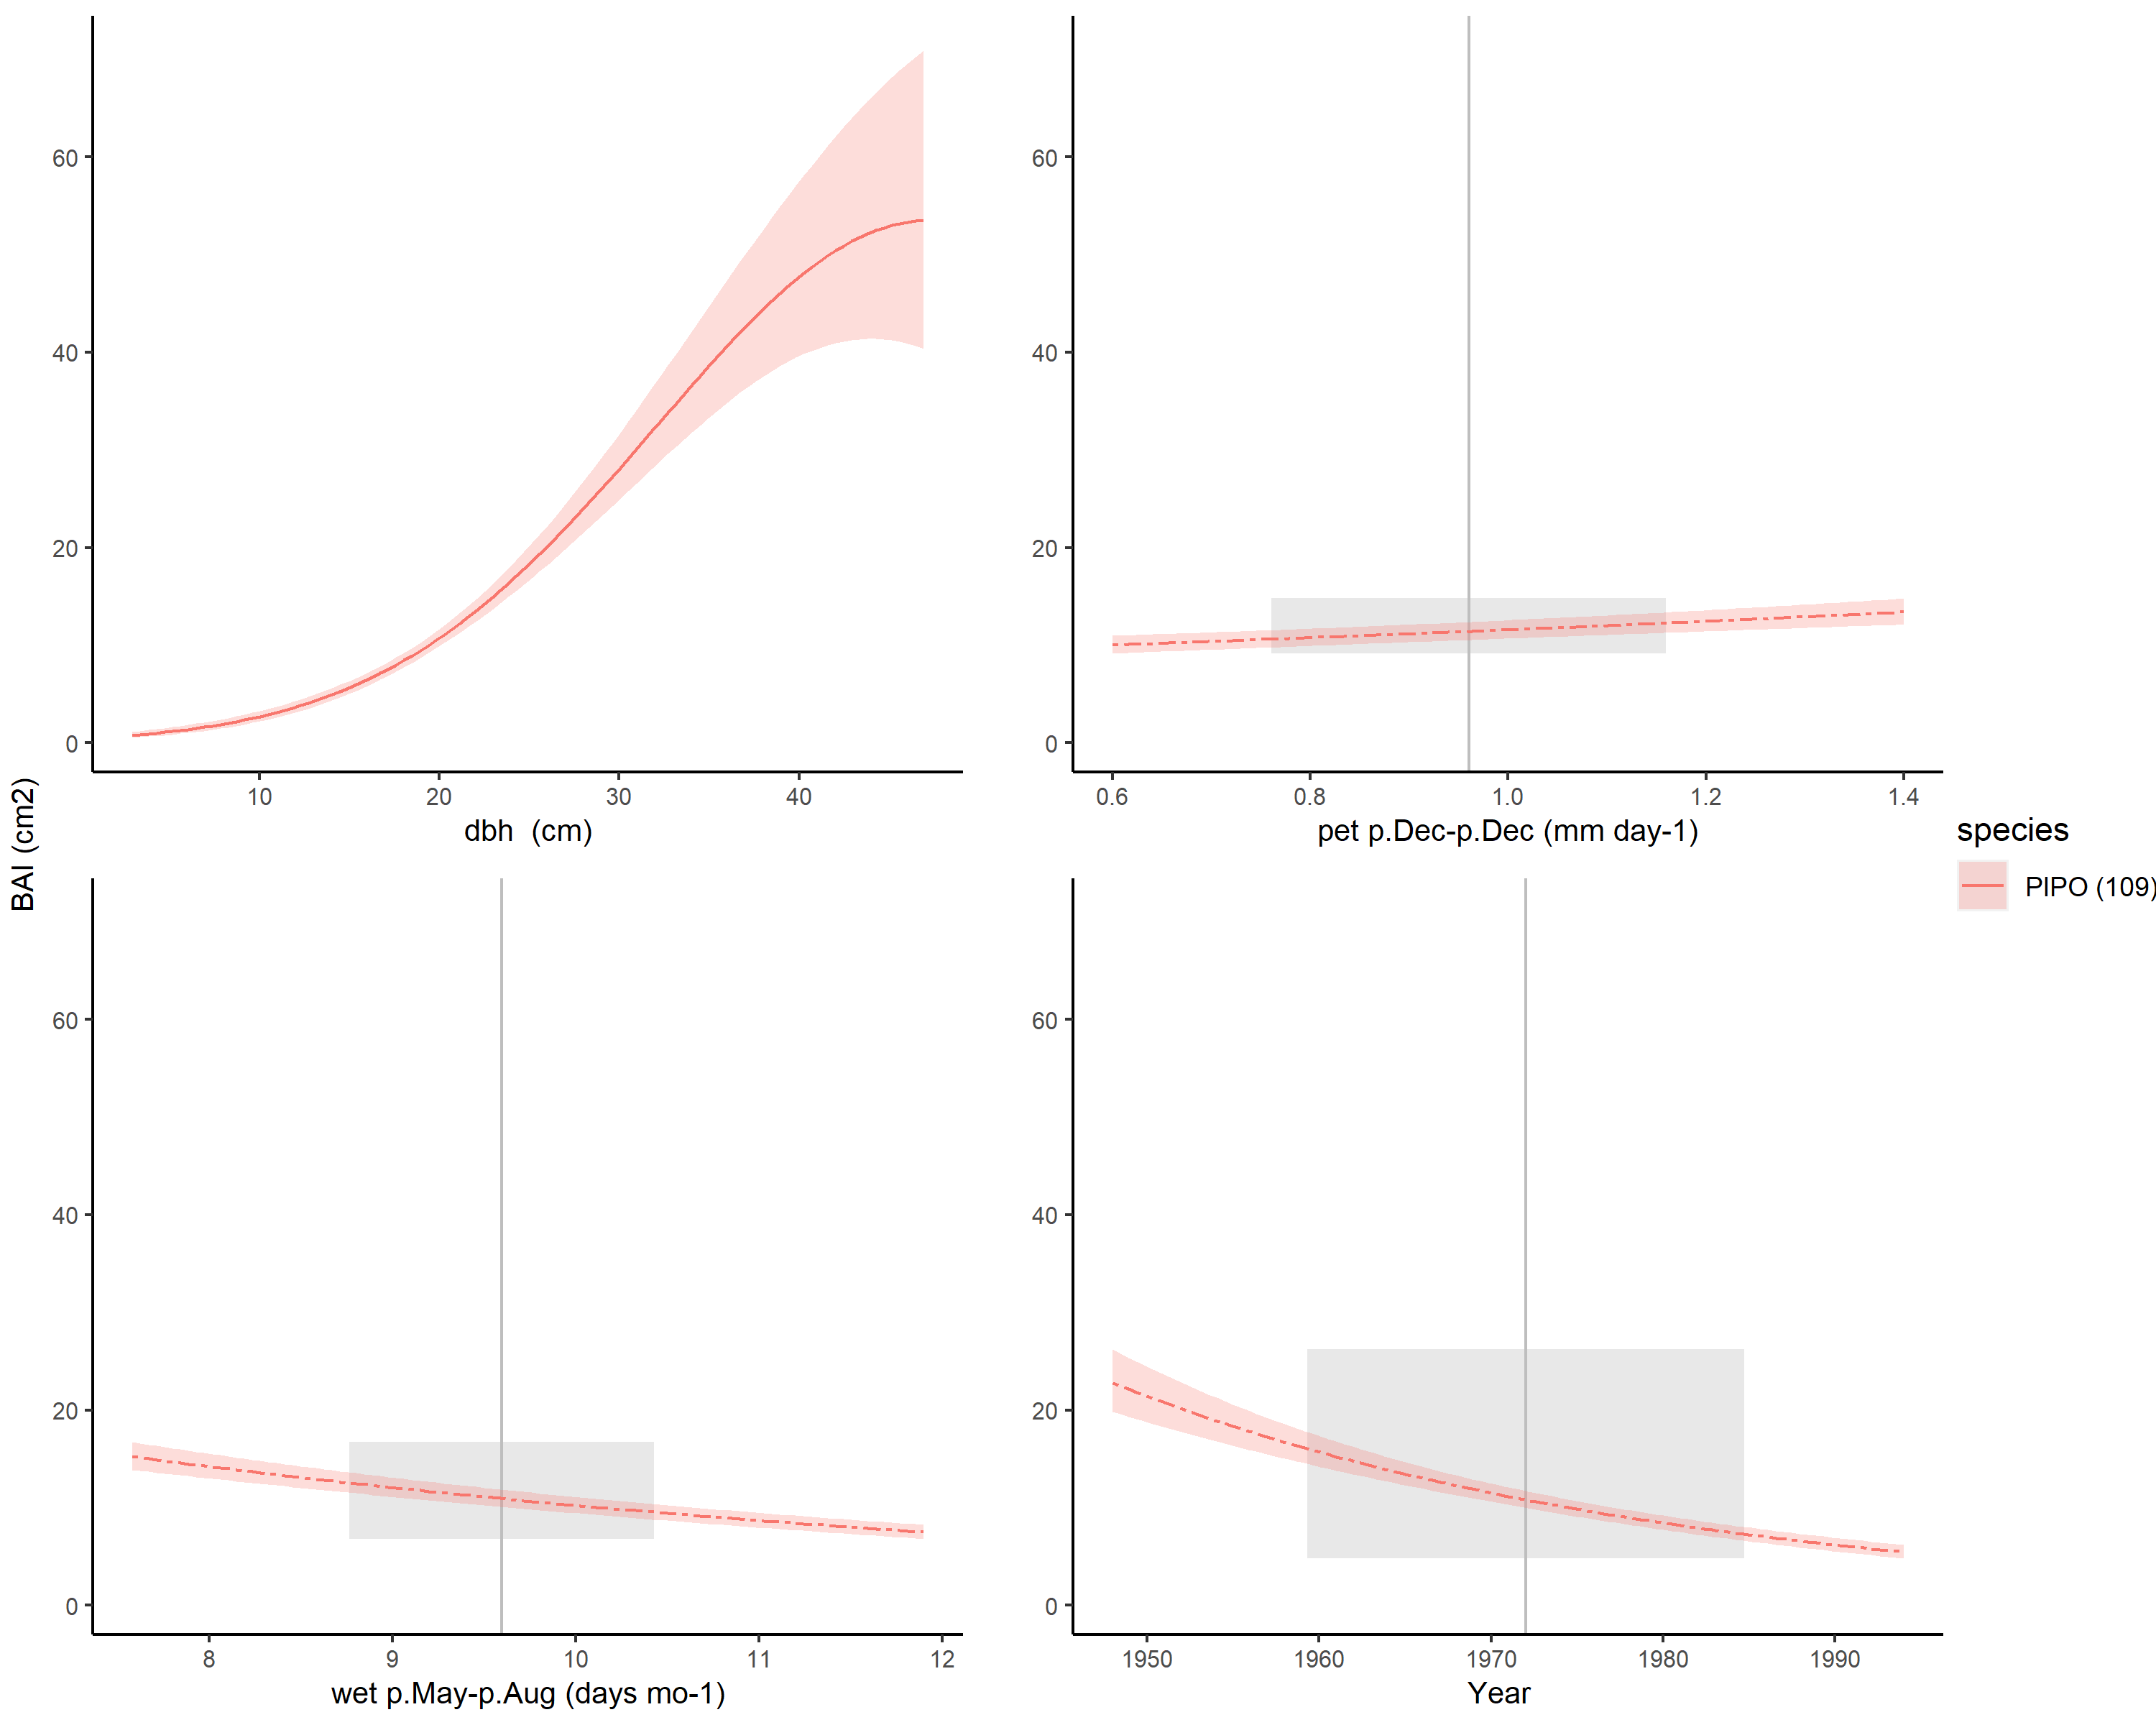 60
40
20
0
10 20 30 40
dbh (cm)
60
40
20
0
0.6 0.8 1.0 1.2 1.4
pet p.Dec-p.Dec (mm day-1)
BAI (cm2)
species
PIPO (109)
60
40
20
0
8 9 10 11 12
wet p.May-p.Aug (days mo-1)
60
40
20
0
1950 1960 1970 1980 1990
Year